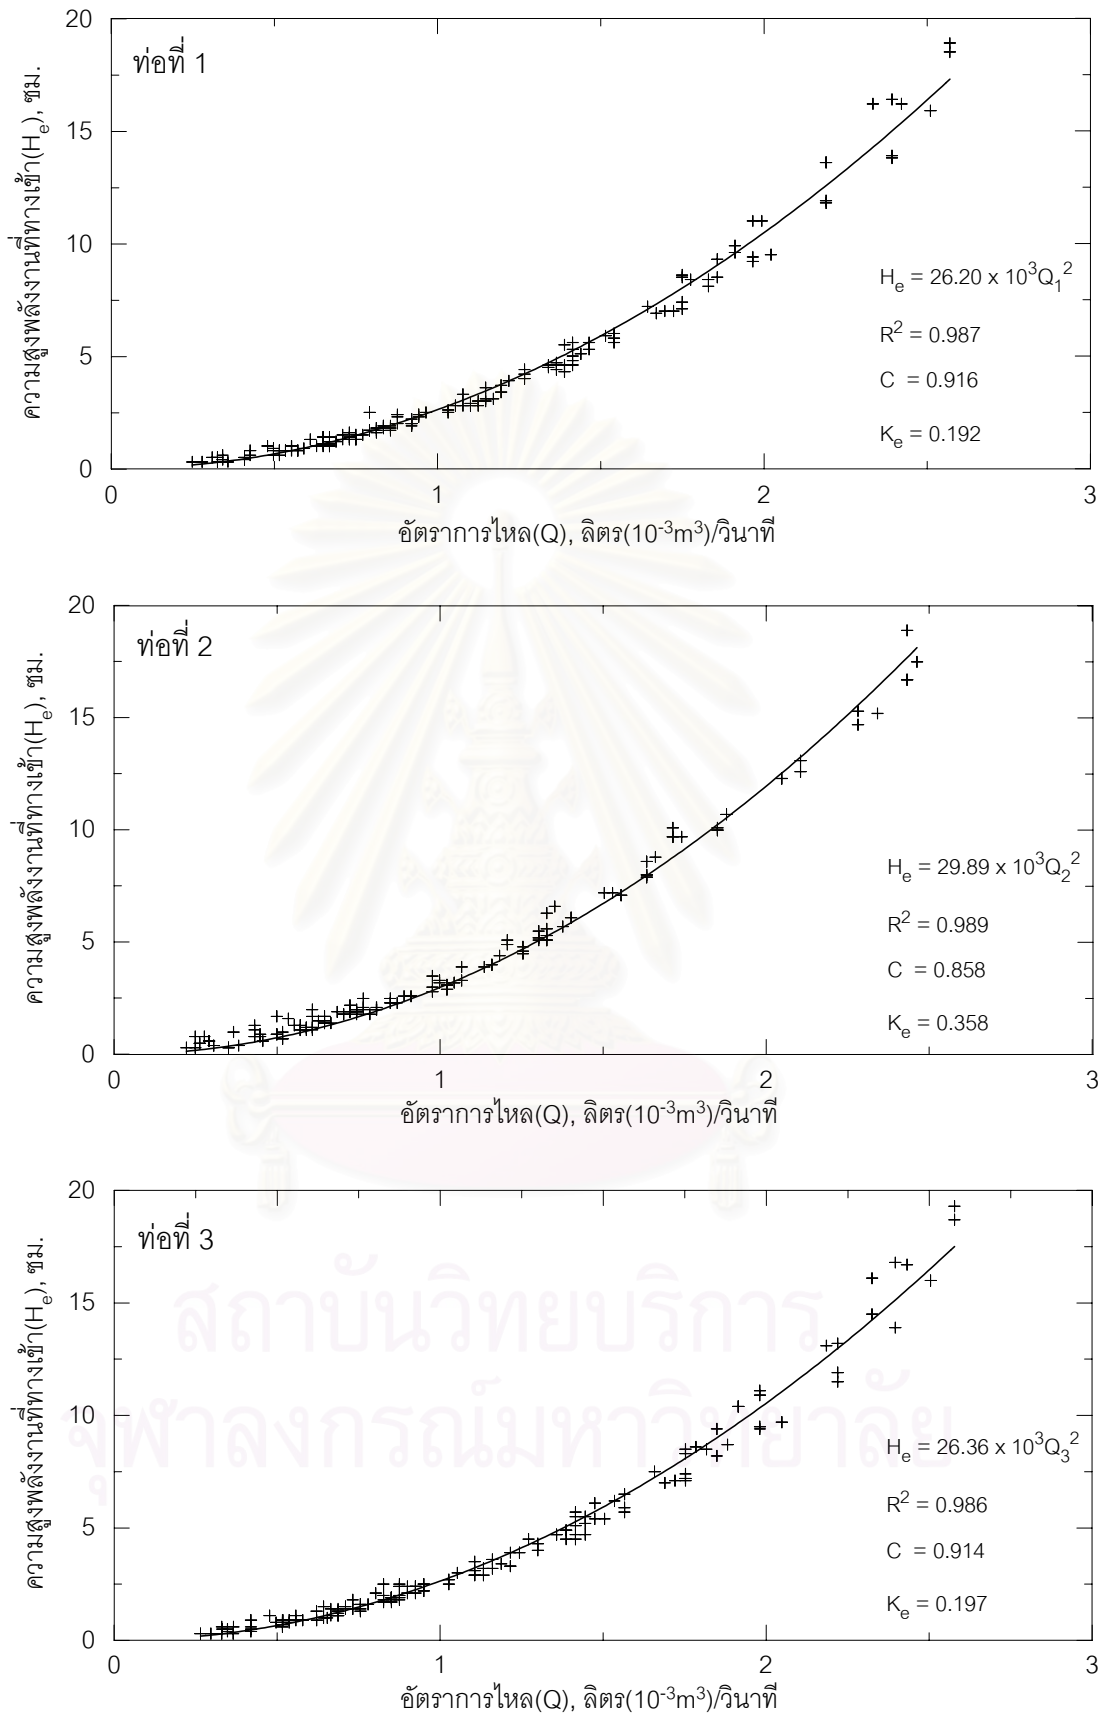 ท่อที่ 1
ความสูงพลังงานที่ทางเข้า(Hₑ), ซม.
20
15
10
5
0
Hₑ = 26.20 x 10³Q₁²
R² = 0.987
C = 0.916
Kₑ = 0.192
0 1 2 3
อัตราการไหล(Q), ลิตร(10⁻³m³)/วินาที
ท่อที่ 2
ความสูงพลังงานที่ทางเข้า(Hₑ), ซม.
20
15
10
5
0
Hₑ = 29.89 x 10³Q₂²
R² = 0.989
C = 0.858
Kₑ = 0.358
0 1 2 3
อัตราการไหล(Q), ลิตร(10⁻³m³)/วินาที
ท่อที่ 3
ความสูงพลังงานที่ทางเข้า(Hₑ), ซม.
20
15
10
5
0
สถาบันวิทยบริการ
จุฬาลงกรณ์มหาวิทยาลัย
Hₑ = 26.36 x 10³Q₃²
R² = 0.986
C = 0.914
Kₑ = 0.197
0 1 2 3
อัตราการไหล(Q), ลิตร(10⁻³m³)/วินาที